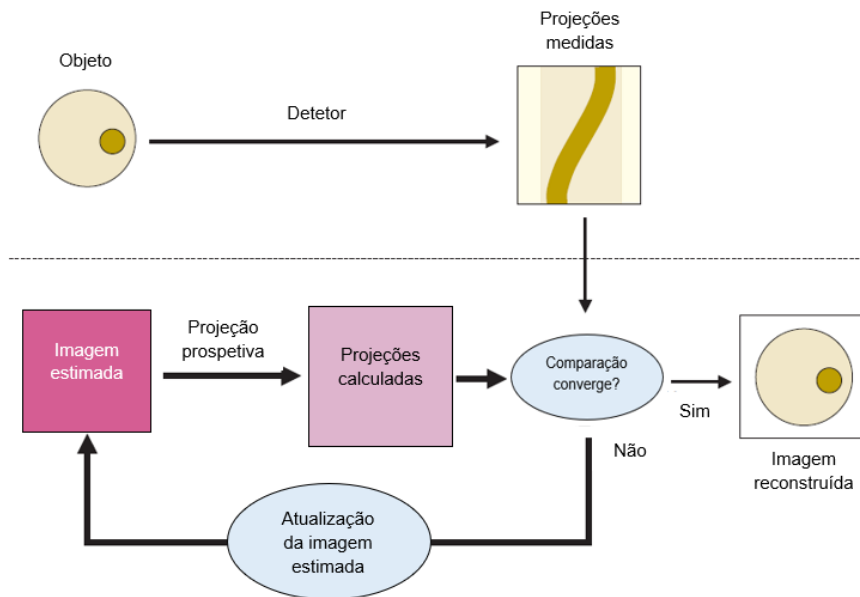 Objeto
Detetor
Projeções
medidas
Imagem
estimada
Projeção
prospetiva
Projeções
calculadas
Comparação
converge?
Sim
Não
Imagem
reconstruída
Atualização
da imagem
estimada